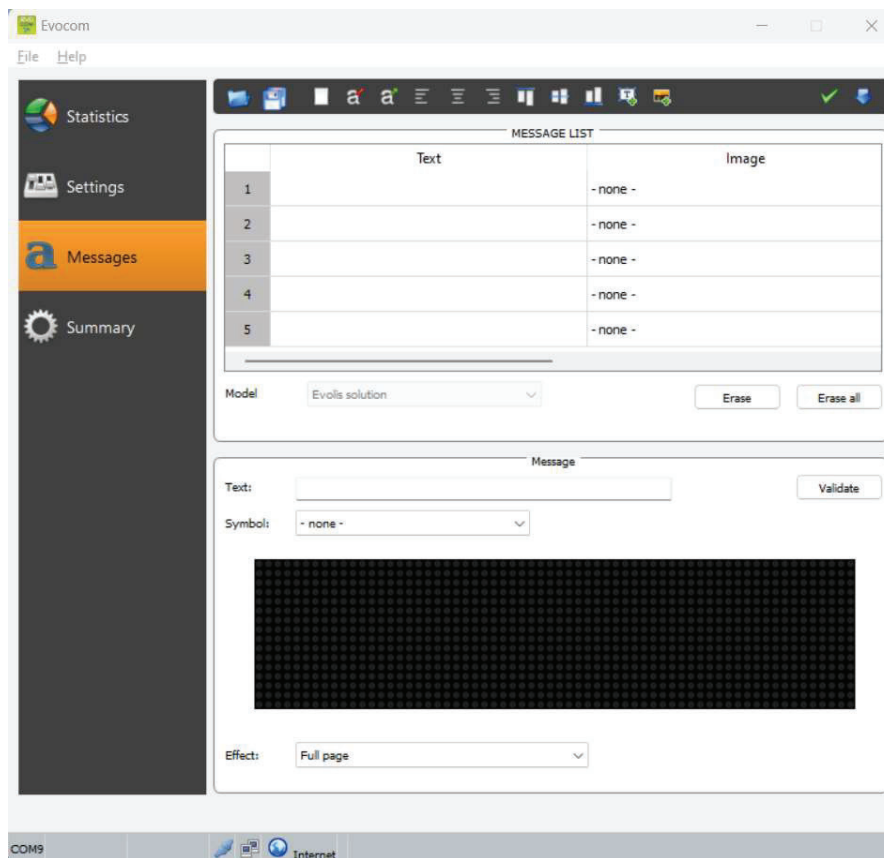 Evocom
File Help
Statistics
Settings
Messages
Summary
MESSAGE LIST
Text Image
1 - none -
2 - none -
3 - none -
4 - none -
5 - none -
Model Evolis solution Erase Erase all
Message
Text: Validate
Symbol: - none -
Effect: Full page
COM9 Internet